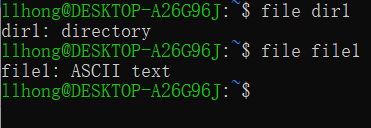 llhong@DESKTOP-A26G96J:~$ file dir1
dir1: directory
llhong@DESKTOP-A26G96J:~$ file file1
file1: ASCII text
llhong@DESKTOP-A26G96J:~$